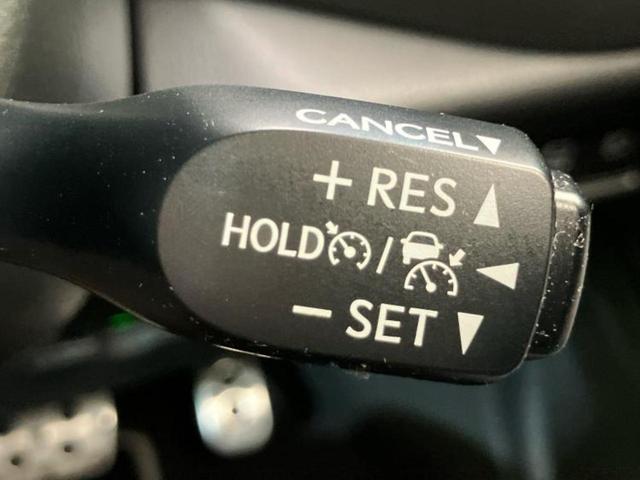 CANCEL▼
+ RES ▲
HOLD / ◀
− SET ▼